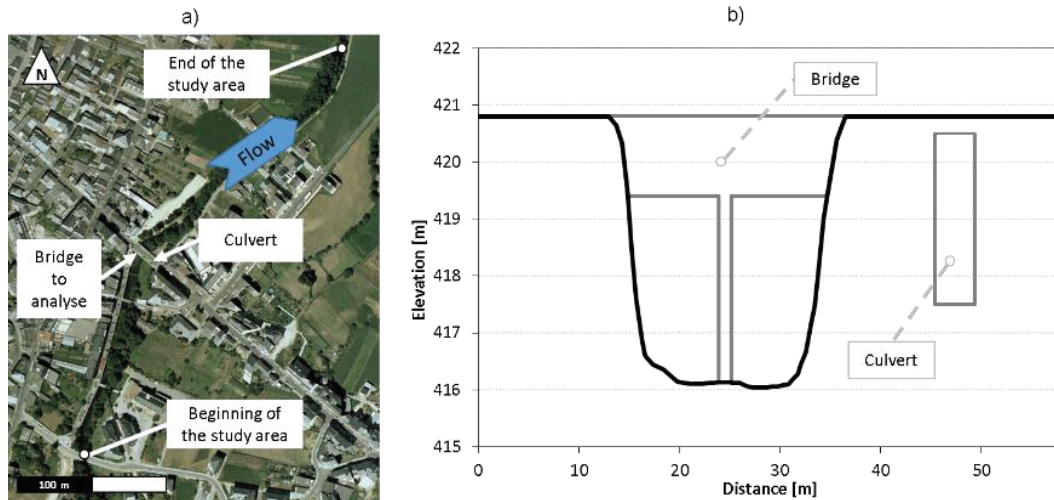 a)
N
End of the
study area
Flow
Culvert
Bridge
to
analyse
Beginning of
the study area
100 m
b)
422
421
420
419
418
417
416
415
Elevation [m]
Bridge
Culvert
0
10
20
30
40
50
Distance [m]